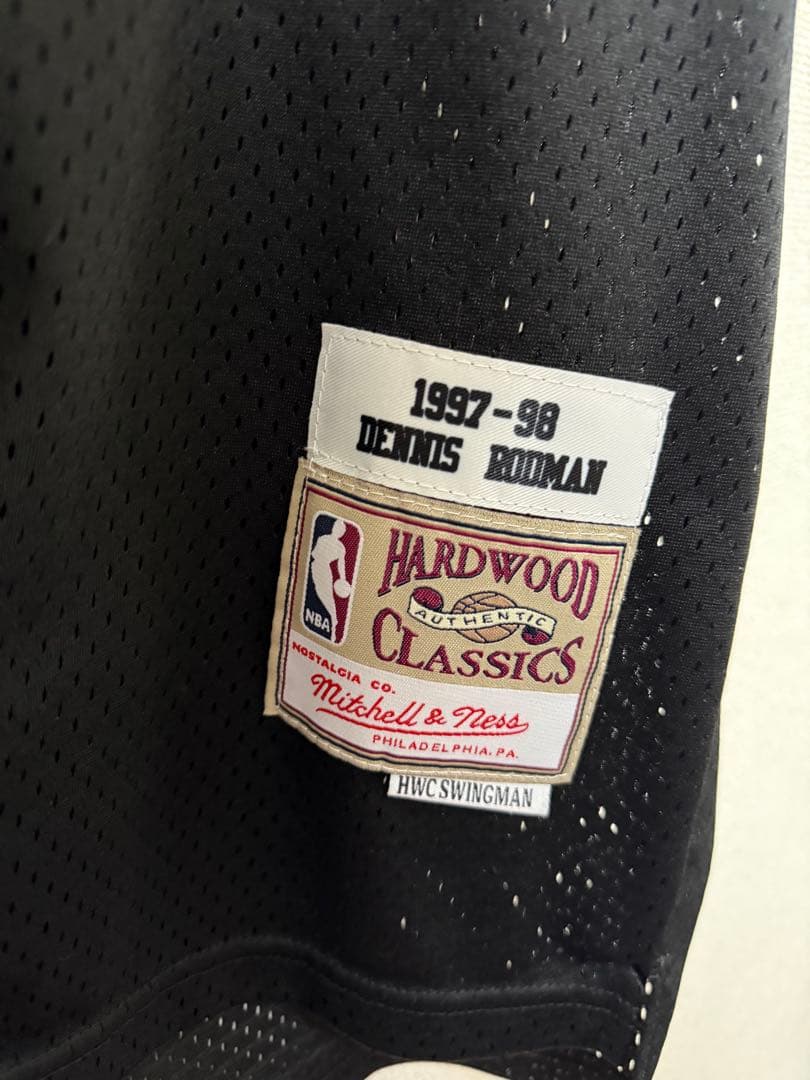 1997-98
DENNIS RODMAN
NBA
HARDWOOD
AUTHENTIC
CLASSICS
NOSTALGIA CO.
Mitchell & Ness
PHILADELPHIA, PA.
HWC SWINGMAN